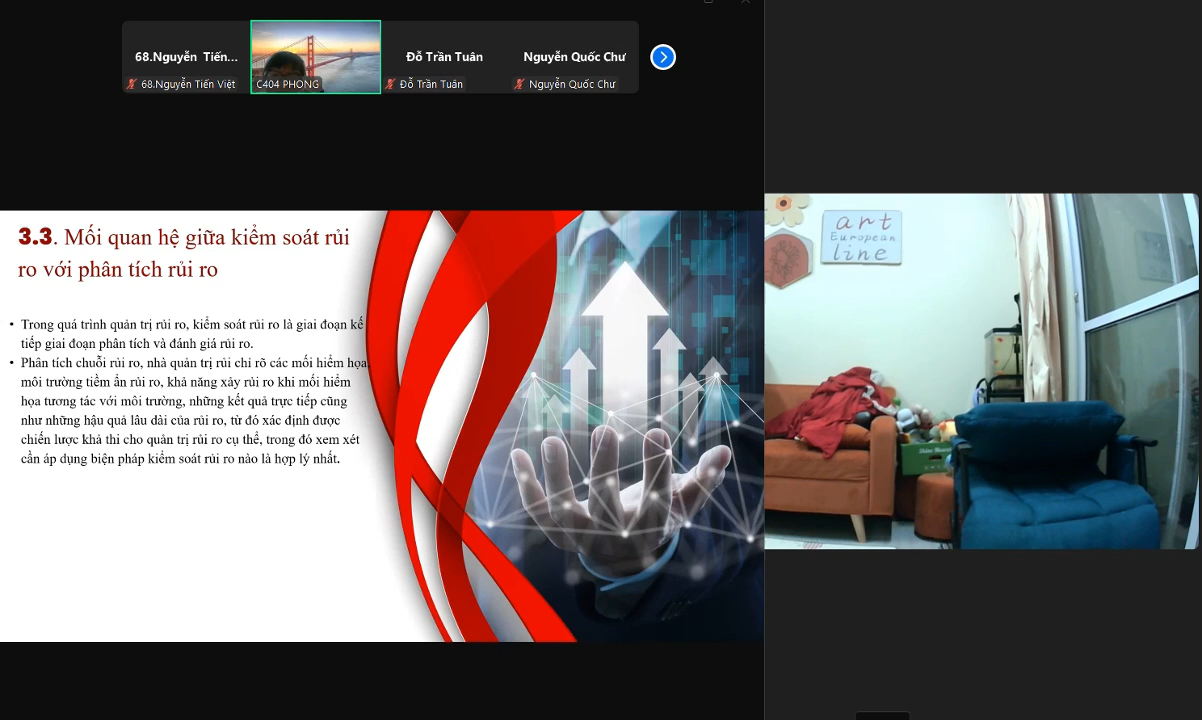 68.Nguyễn Tiến...
Đỗ Trần Tuân
Nguyễn Quốc Chư
68.Nguyễn Tiến Việt
C404 PHONG
Đỗ Trần Tuân
Nguyễn Quốc Chư
3.3. Mối quan hệ giữa kiểm soát rủi
ro với phân tích rủi ro
• Trong quá trình quản trị rủi ro, kiểm soát rủi ro là giai đoạn kế
tiếp giai đoạn phân tích và đánh giá rủi ro.
• Phân tích chuỗi rủi ro, nhà quản trị rủi chỉ rõ các mối hiểm họa,
môi trường tiềm ẩn rủi ro, khả năng xảy rủi ro khi mối hiểm
họa tương tác với môi trường, những kết quả trực tiếp cũng
như những hậu quả lâu dài của rủi ro, từ đó xác định được
chiến lược khả thi cho quản trị rủi ro cụ thể, trong đó xem xét
cần áp dụng biện pháp kiểm soát rủi ro nào là hợp lý nhất.
art
European
line